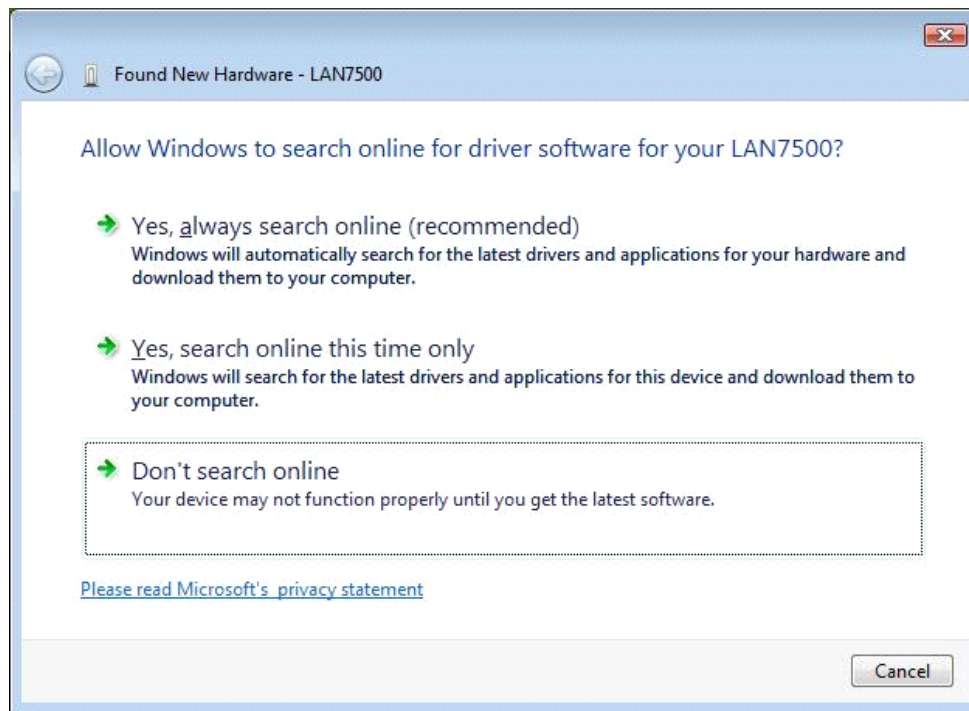 Found New Hardware - LAN7500
Allow Windows to search online for driver software for your LAN7500?
Yes, always search online (recommended)
Windows will automatically search for the latest drivers and applications for your hardware and
download them to your computer.
Yes, search online this time only
Windows will search for the latest drivers and applications for this device and download them to
your computer.
Don't search online
Your device may not function properly until you get the latest software.
Please read Microsoft's privacy statement
Cancel